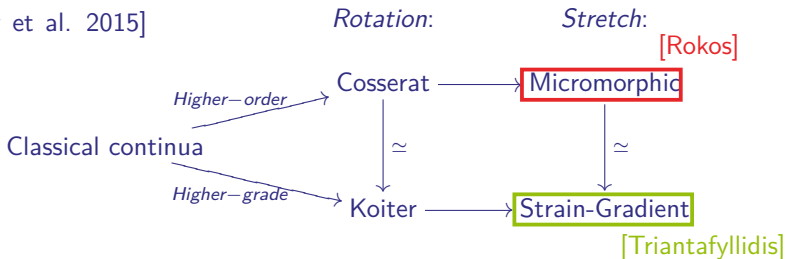 et al. 2015]
Rotation: Stretch:
[Rokos]
Cosserat Micromorphic
Higher–order
Classical continua ≃ ≃
Higher–grade
Koiter Strain-Gradient
[Triantafyllidis]